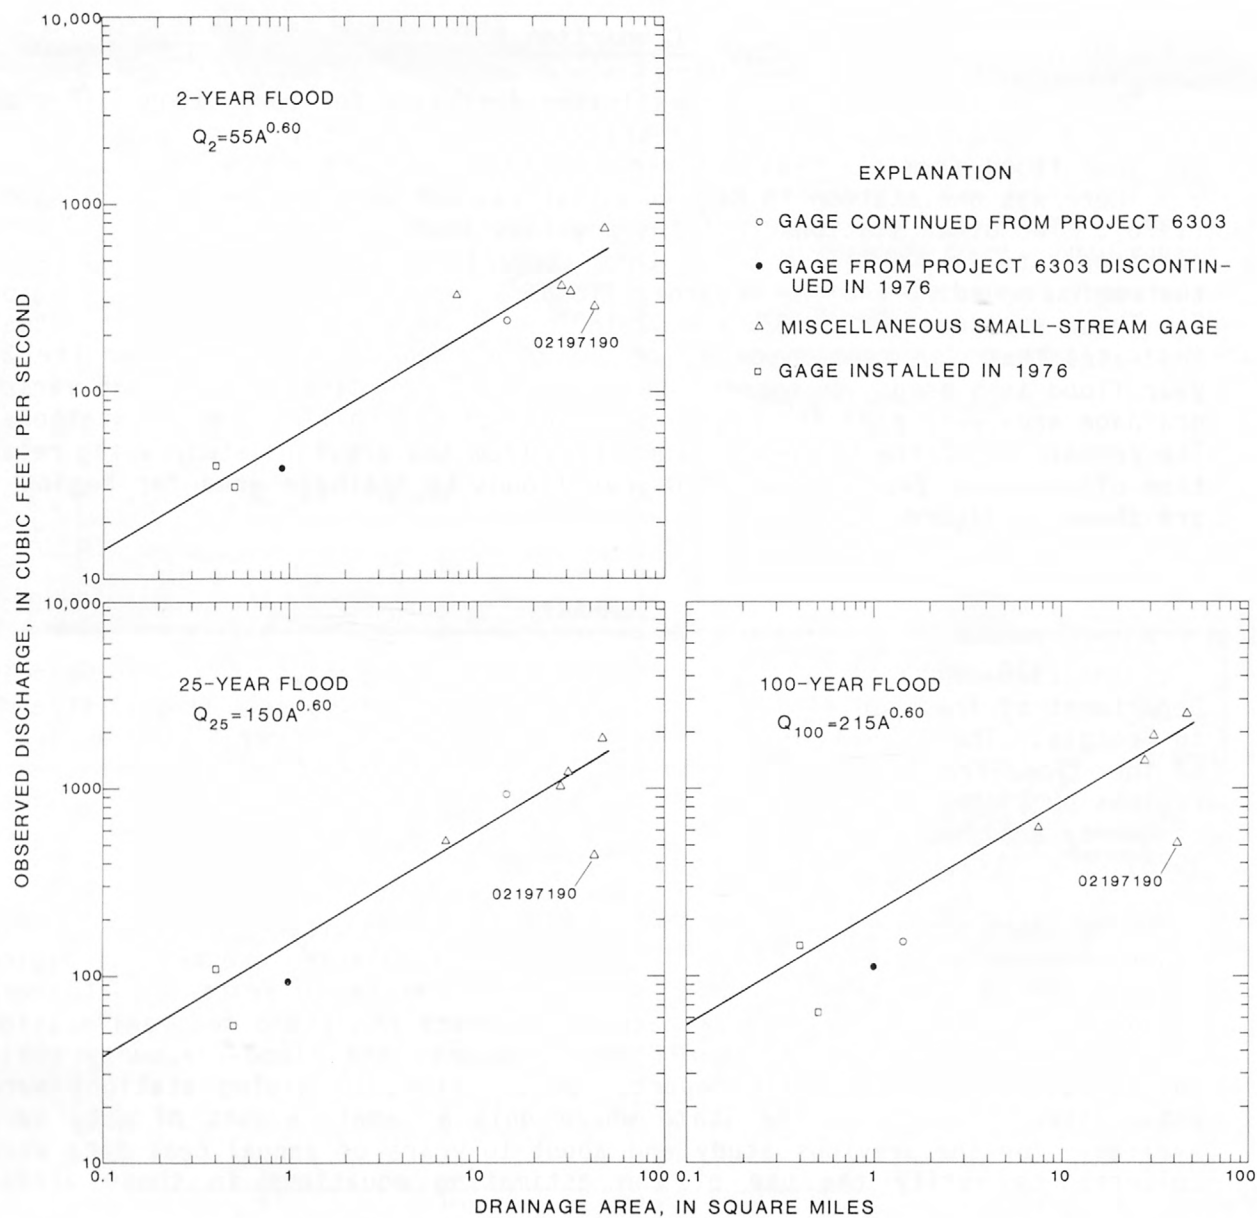 10,000
1000
100
10
2-YEAR FLOOD
Q2=55A0.60
02197190
EXPLANATION
GAGE CONTINUED FROM PROJECT 6303
GAGE FROM PROJECT 6303 DISCONTIN-
UED IN 1976
MISCELLANEOUS SMALL-STREAM GAGE
GAGE INSTALLED IN 1976
OBSERVED DISCHARGE, IN CUBIC FEET PER SECOND
10,000
1000
100
10
25-YEAR FLOOD
Q25=150A0.60
02197190
0.1 1 10 100
100-YEAR FLOOD
Q100=215A0.60
02197190
0.1 1 10 100
DRAINAGE AREA, IN SQUARE MILES